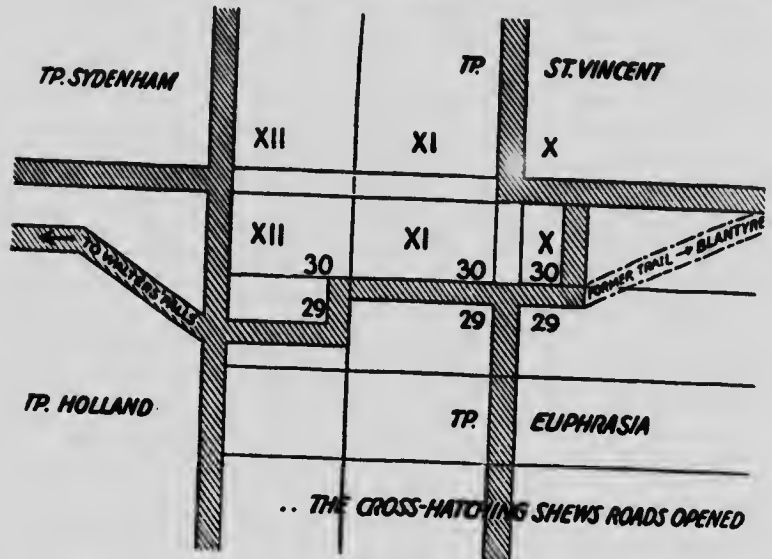 TP. SYDENHAM
TP. ST. VINCENT
XII XI X
XII XI X
30 30 30
29 29 29
← TO WALTERS FALLS
FORMER TRAIL → BLANTYRE
TP. HOLLAND
TP. EUPHRASIA
.. THE CROSS-HATCHING SHEWS ROADS OPENED